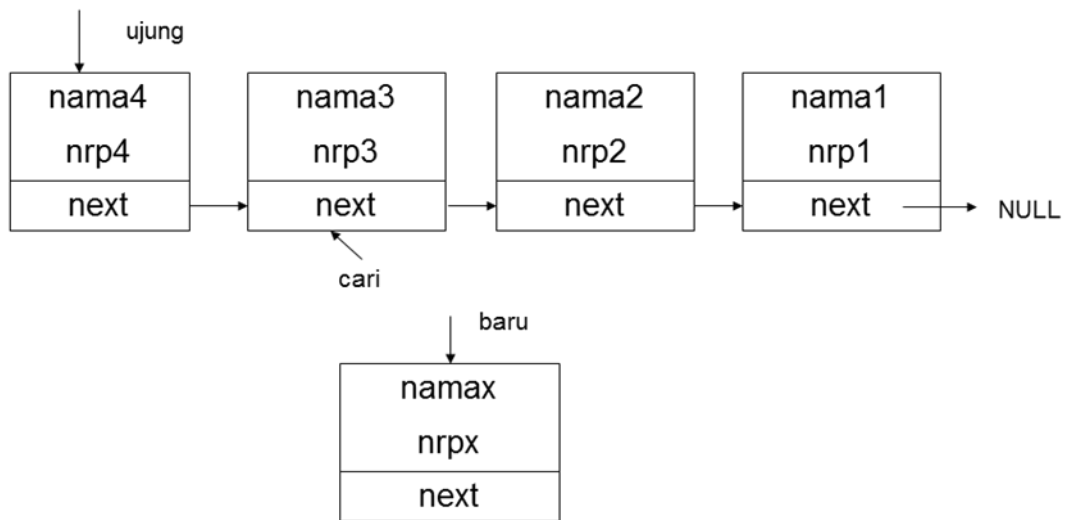 ujung
nama4
nrp4
next
nama3
nrp3
next
nama2
nrp2
next
nama1
nrp1
next
NULL
cari
baru
namax
nrpx
next